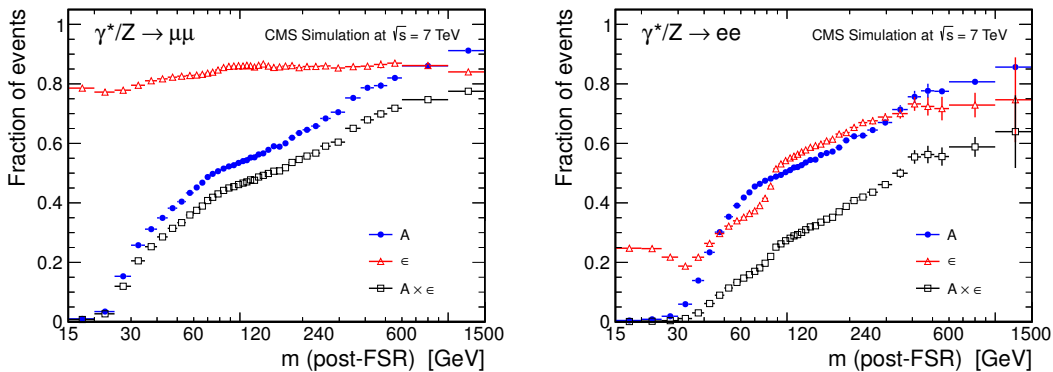 γ*/Z → μμ
CMS Simulation at √s = 7 TeV
Fraction of events
1
0.8
0.6
0.4
0.2
0
A
∈
A × ∈
15 30 60 120 240 600 1500
m (post-FSR) [GeV]
γ*/Z → ee
CMS Simulation at √s = 7 TeV
Fraction of events
1
0.8
0.6
0.4
0.2
0
A
∈
A × ∈
15 30 60 120 240 600 1500
m (post-FSR) [GeV]